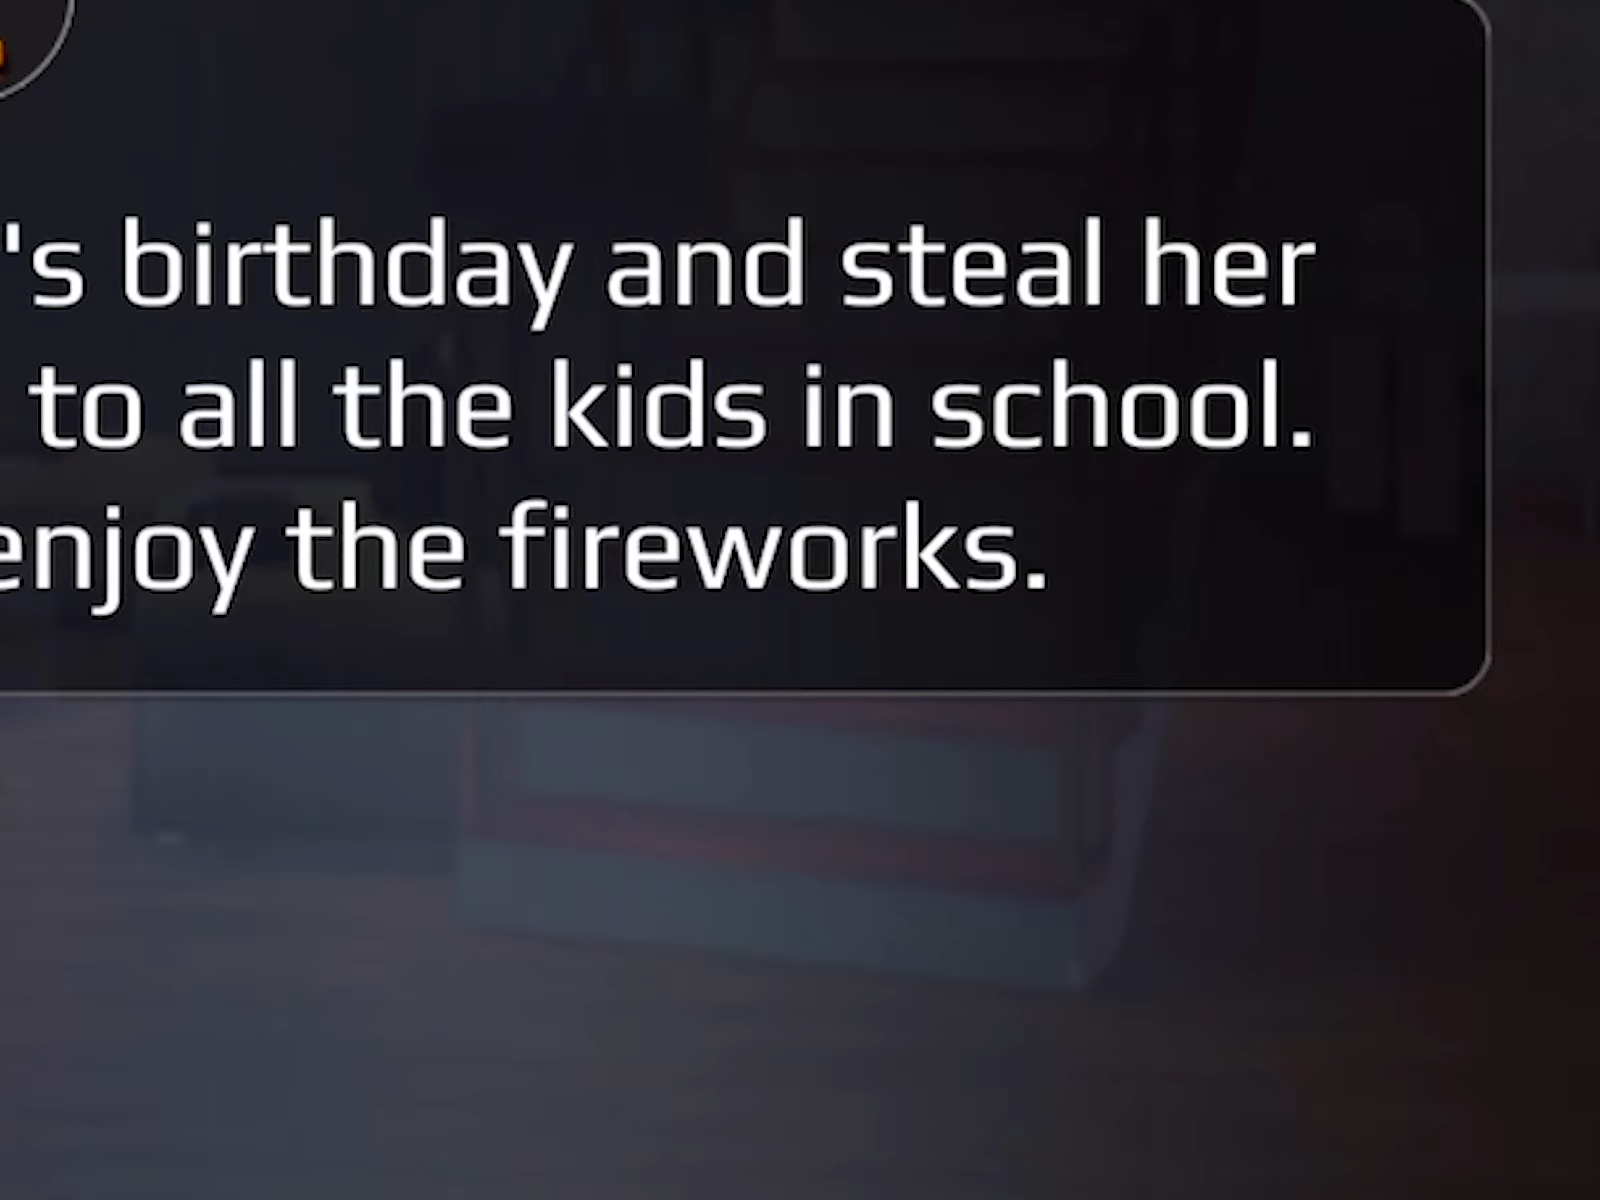 's birthday and steal her
to all the kids in school.
enjoy the fireworks.